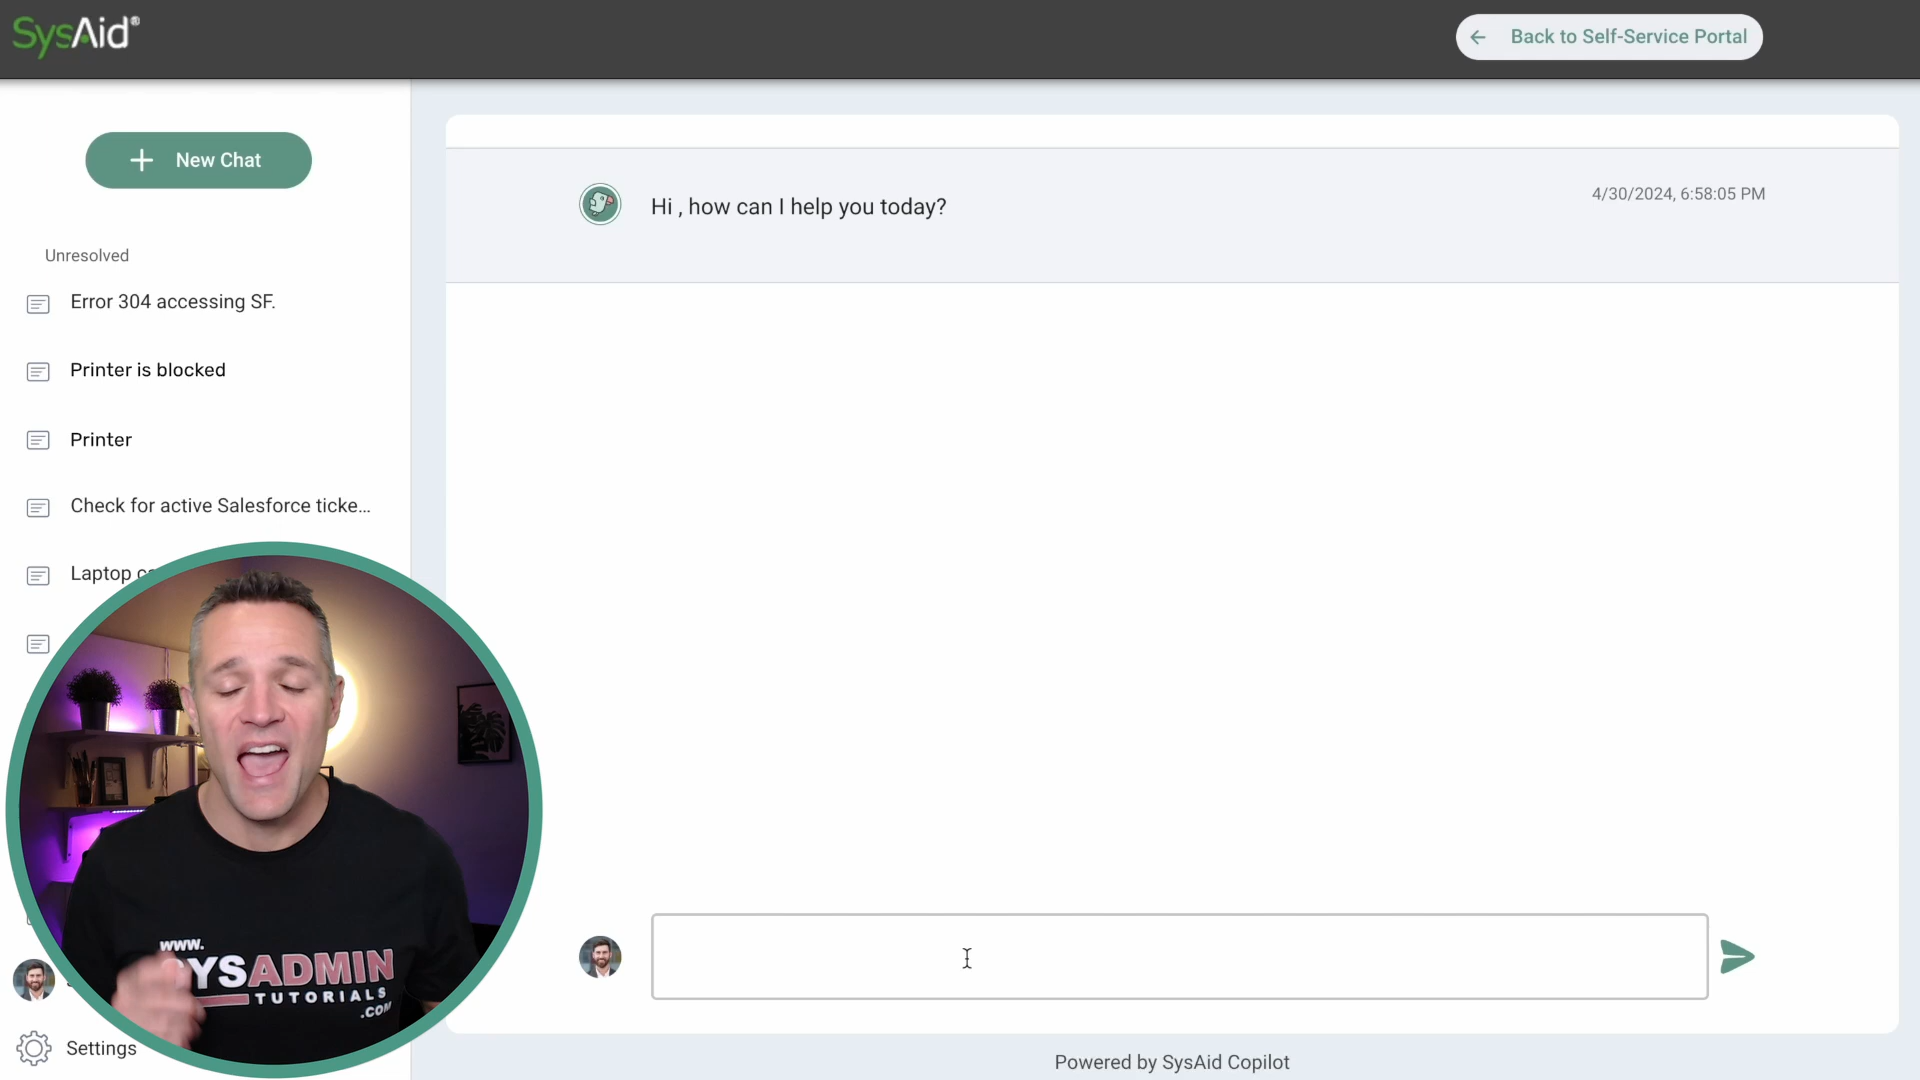 SysAid®
Back to Self-Service Portal
New Chat
Hi , how can I help you today?
4/30/2024, 6:58:05 PM
Unresolved
Error 304 accessing SF.
Printer is blocked
Printer
Check for active Salesforce ticke...
Laptop
www.
SYSADMIN
TUTORIALS
.COM
Settings
Powered by SysAid Copilot